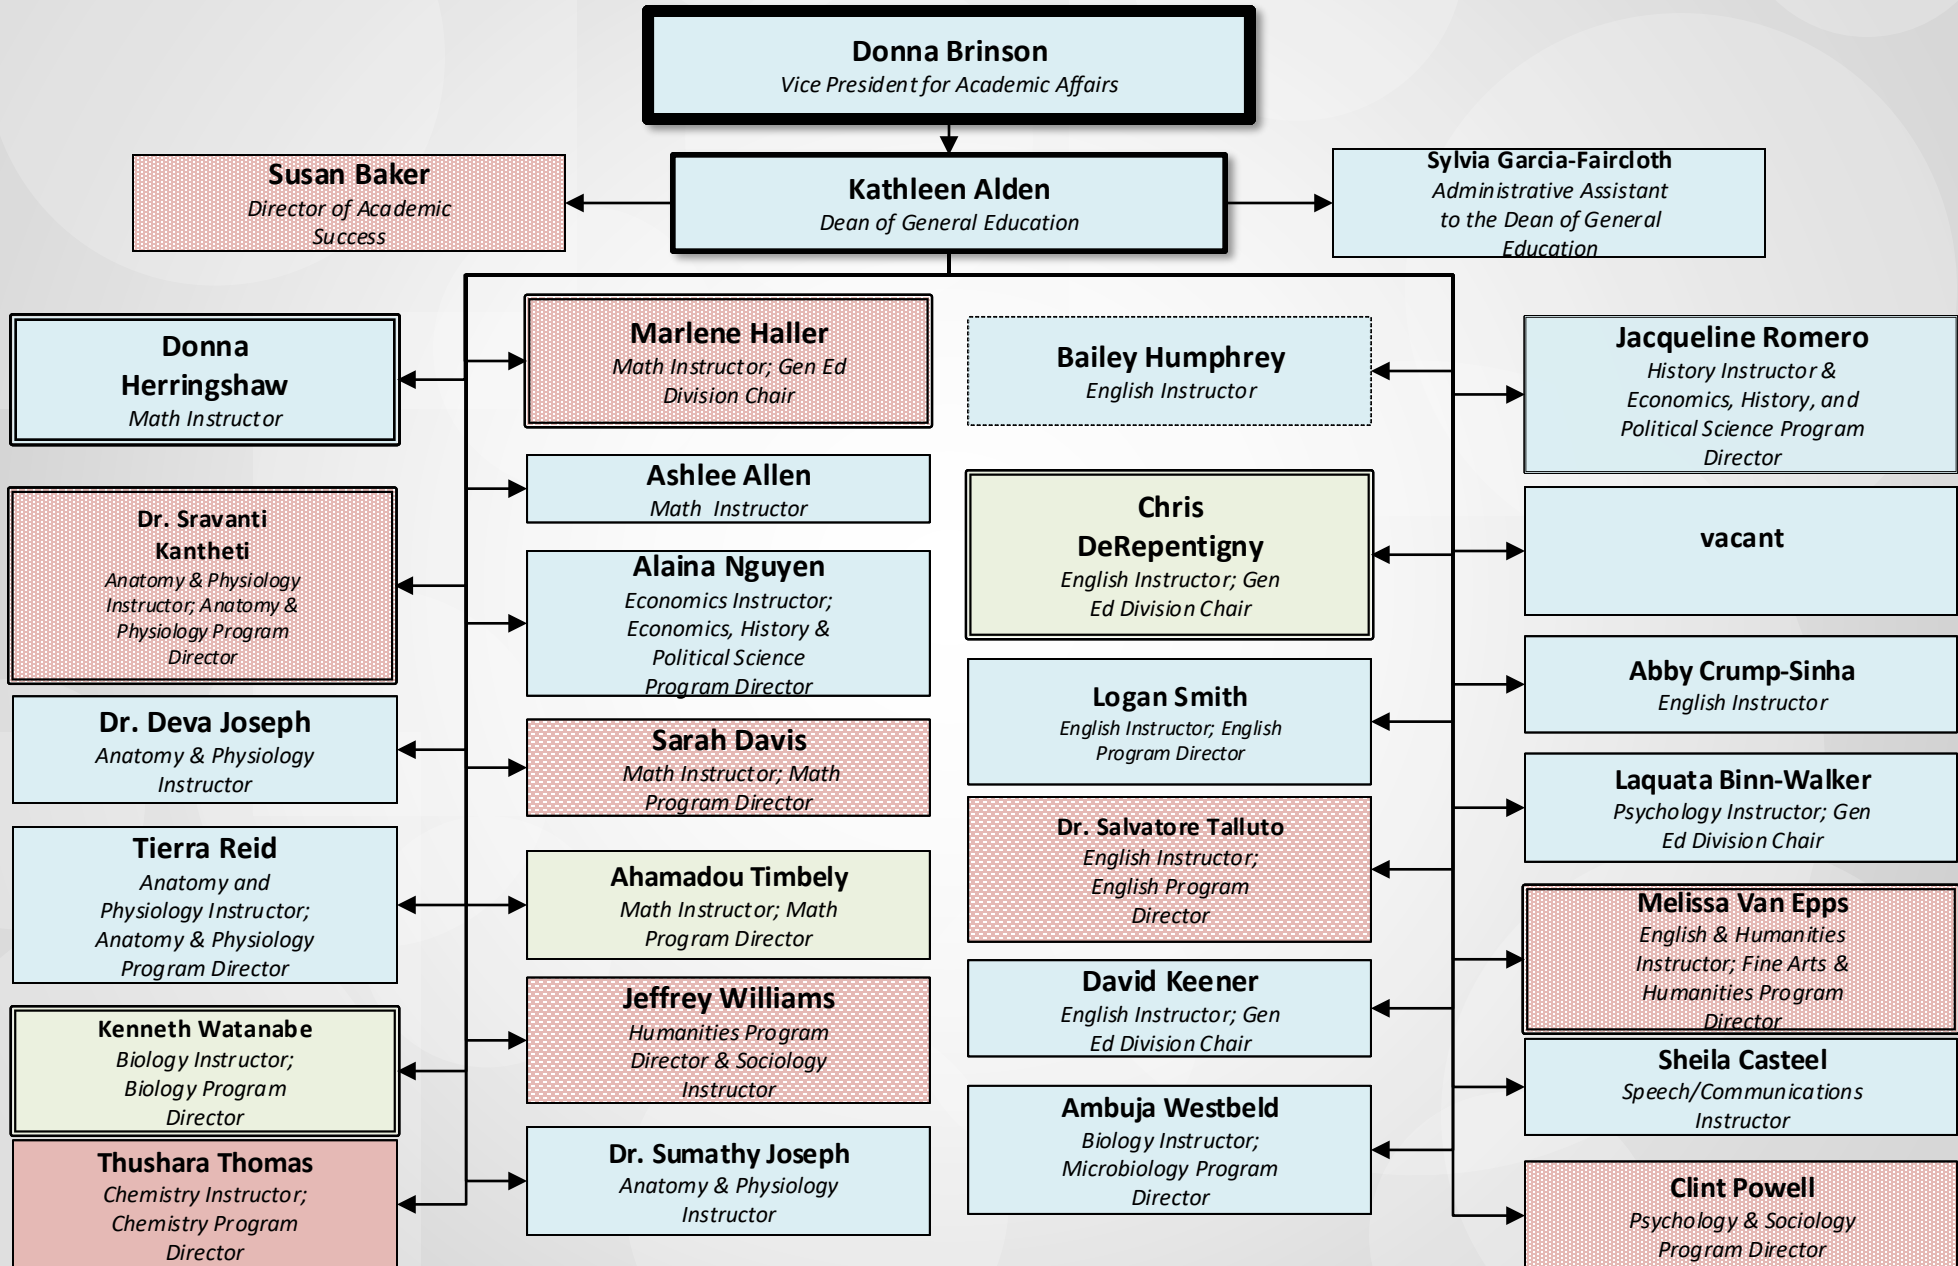 Donna Brinson
Vice President for Academic Affairs
Susan Baker
Director of Academic
Success
Kathleen Alden
Dean of General Education
Sylvia Garcia-Faircloth
Administrative Assistant
to the Dean of General
Education
Donna
Herringshaw
Math Instructor
Dr. Sravanti
Kantheti
Anatomy & Physiology
Instructor; Anatomy &
Physiology Program
Director
Dr. Deva Joseph
Anatomy & Physiology
Instructor
Tierra Reid
Anatomy and
Physiology Instructor;
Anatomy & Physiology
Program Director
Kenneth Watanabe
Biology Instructor;
Biology Program
Director
Thushara Thomas
Chemistry Instructor;
Chemistry Program
Director
Marlene Haller
Math Instructor; Gen Ed
Division Chair
Ashlee Allen
Math Instructor
Alaina Nguyen
Economics Instructor;
Economics, History &
Political Science
Program Director
Sarah Davis
Math Instructor; Math
Program Director
Ahamadou Timbely
Math Instructor; Math
Program Director
Jeffrey Williams
Humanities Program
Director & Sociology
Instructor
Dr. Sumathy Joseph
Anatomy & Physiology
Instructor
Bailey Humphrey
English Instructor
Chris
DeRepentigny
English Instructor; Gen
Ed Division Chair
Logan Smith
English Instructor; English
Program Director
Dr. Salvatore Talluto
English Instructor;
English Program
Director
David Keener
English Instructor; Gen
Ed Division Chair
Ambuja Westbeld
Biology Instructor;
Microbiology Program
Director
Jacqueline Romero
History Instructor &
Economics, History, and
Political Science Program
Director
vacant
Abby Crump-Sinha
English Instructor
Laquata Binn-Walker
Psychology Instructor; Gen
Ed Division Chair
Melissa Van Epps
English & Humanities
Instructor; Fine Arts &
Humanities Program
Director
Sheila Casteel
Speech/Communications
Instructor
Clint Powell
Psychology & Sociology
Program Director